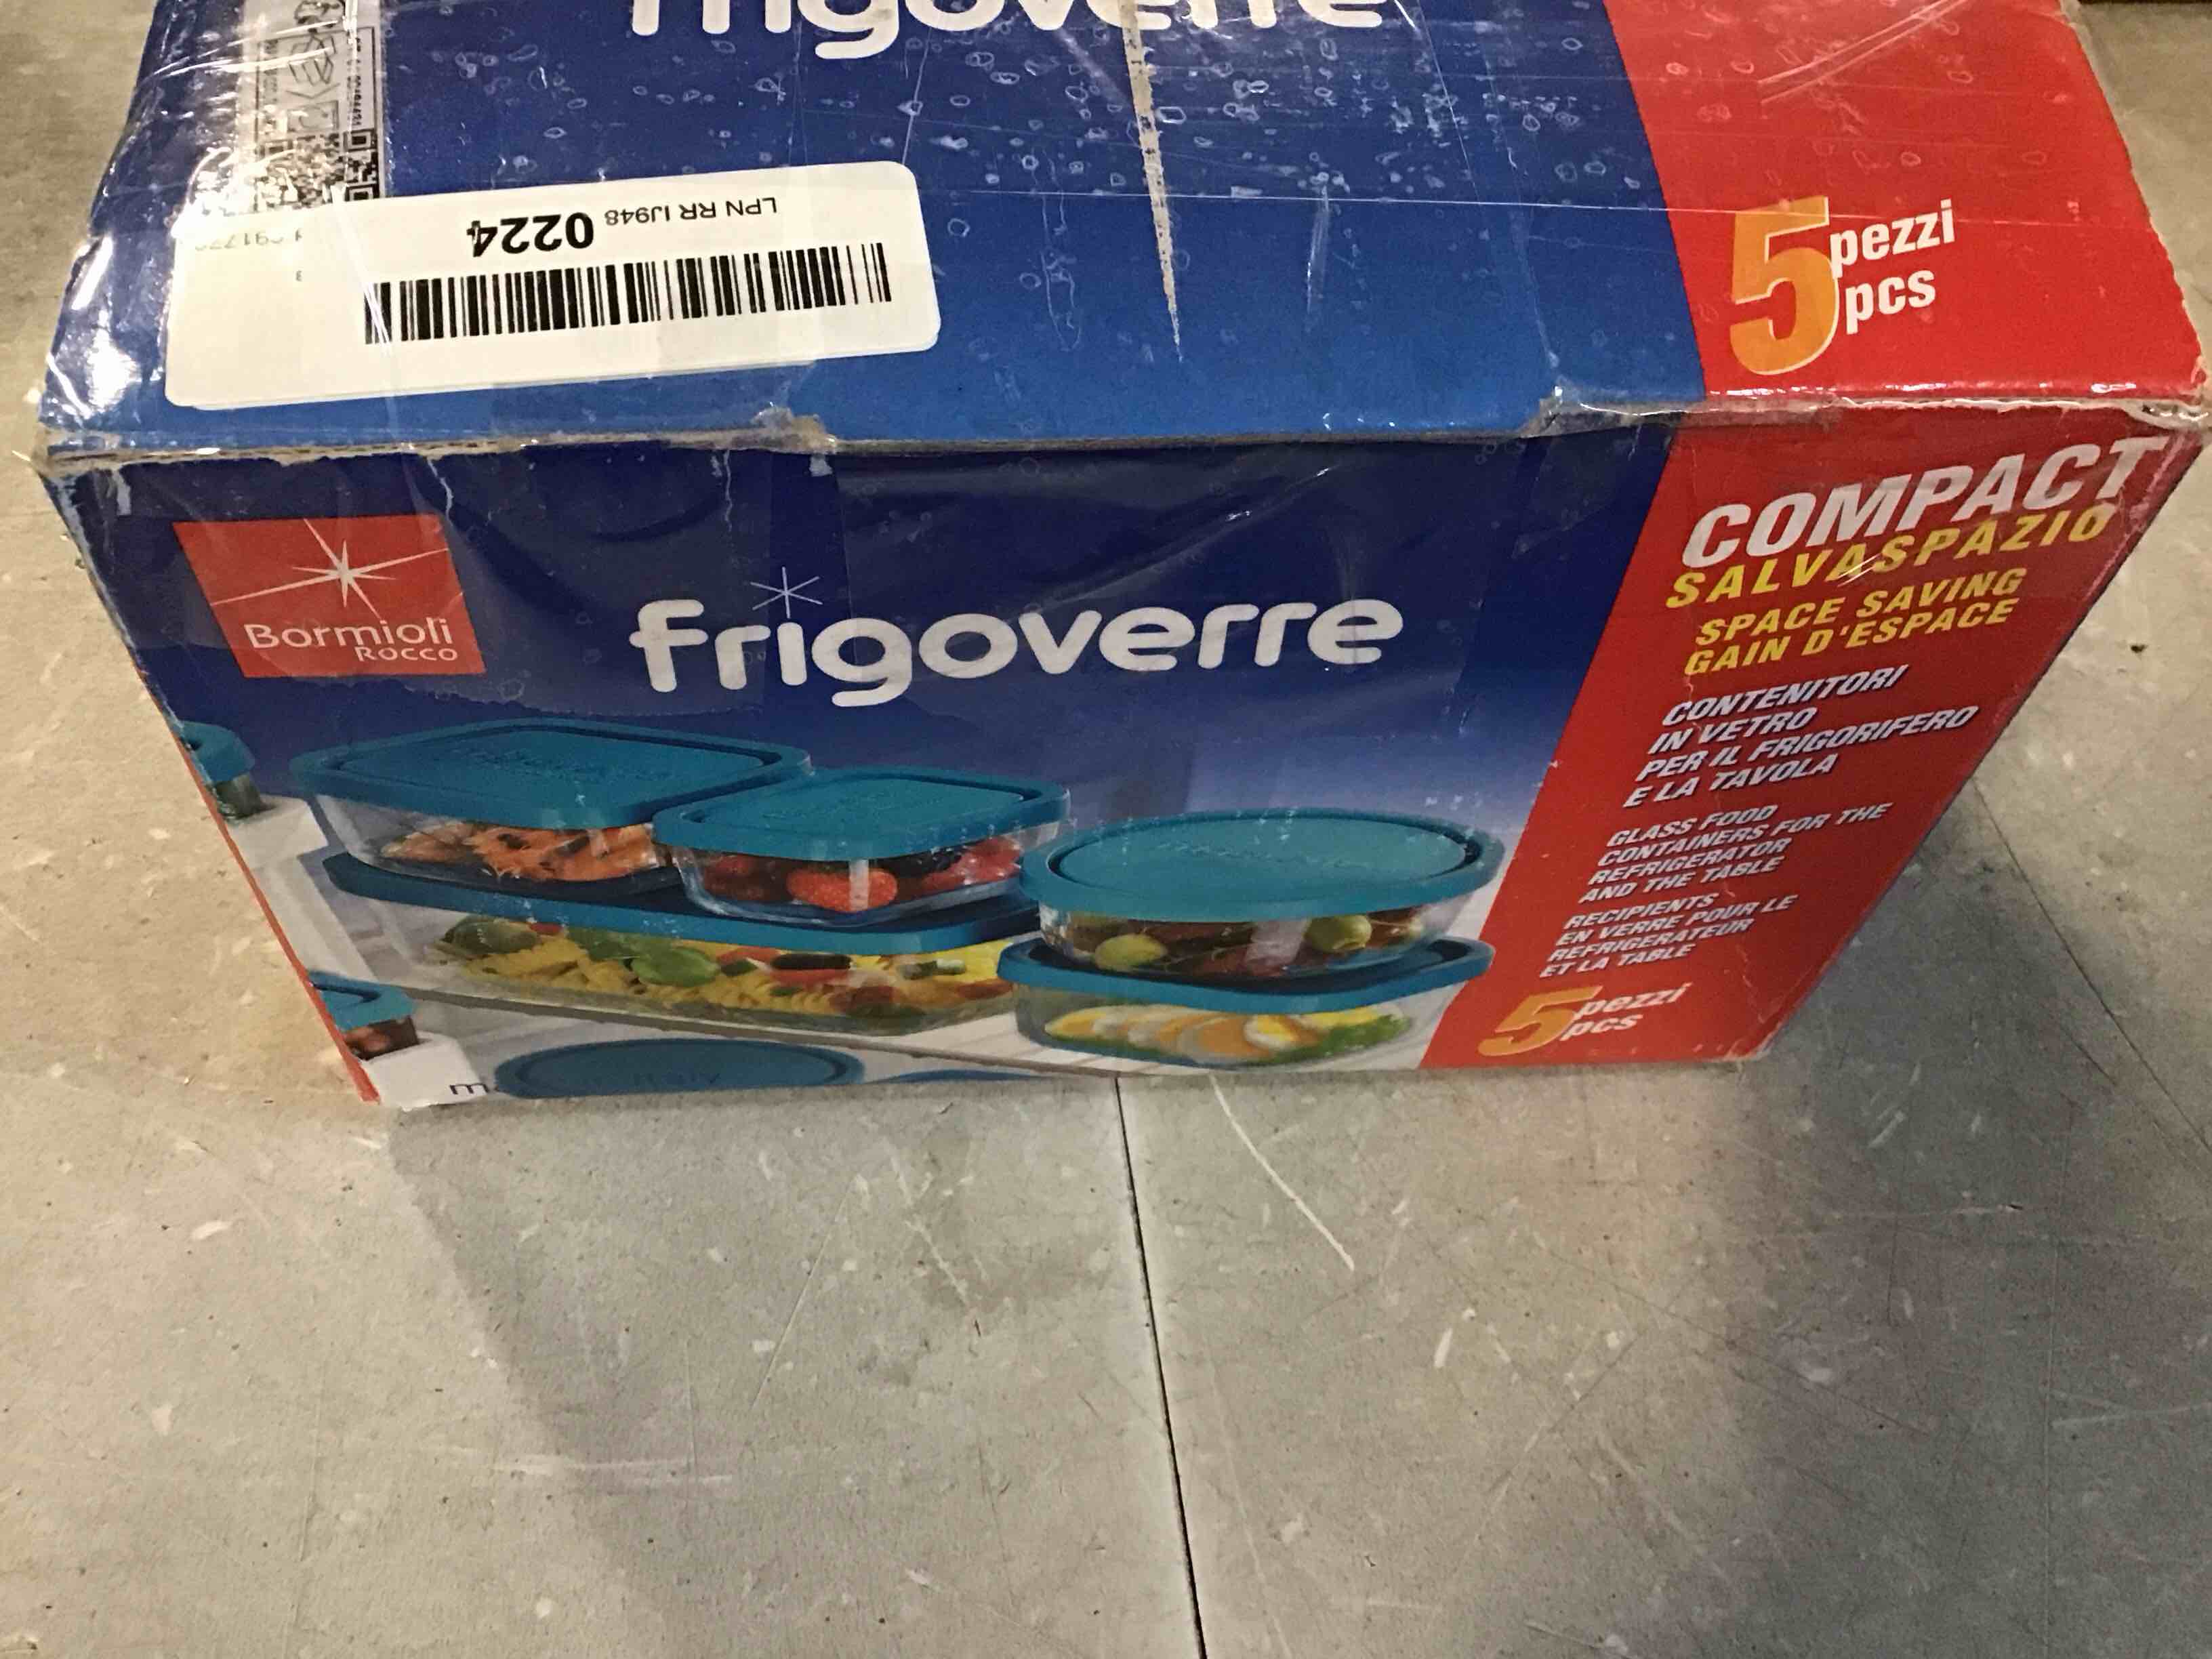 frigoverre
LPN RR IJ948 0224
5 pezzi
pcs
Bormioli
Rocco
frigoverre
COMPACT
SALVASPAZIO
SPACE SAVING
GAIN D'ESPACE
CONTENITORI
IN VETRO
PER IL FRIGORIFERO
E LA TAVOLA
GLASS FOOD
CONTAINERS FOR THE
REFRIGERATOR
AND THE TABLE
RECIPIENTS
EN VERRE POUR LE
REFRIGERATEUR
ET LA TABLE
5 pezzi
pcs